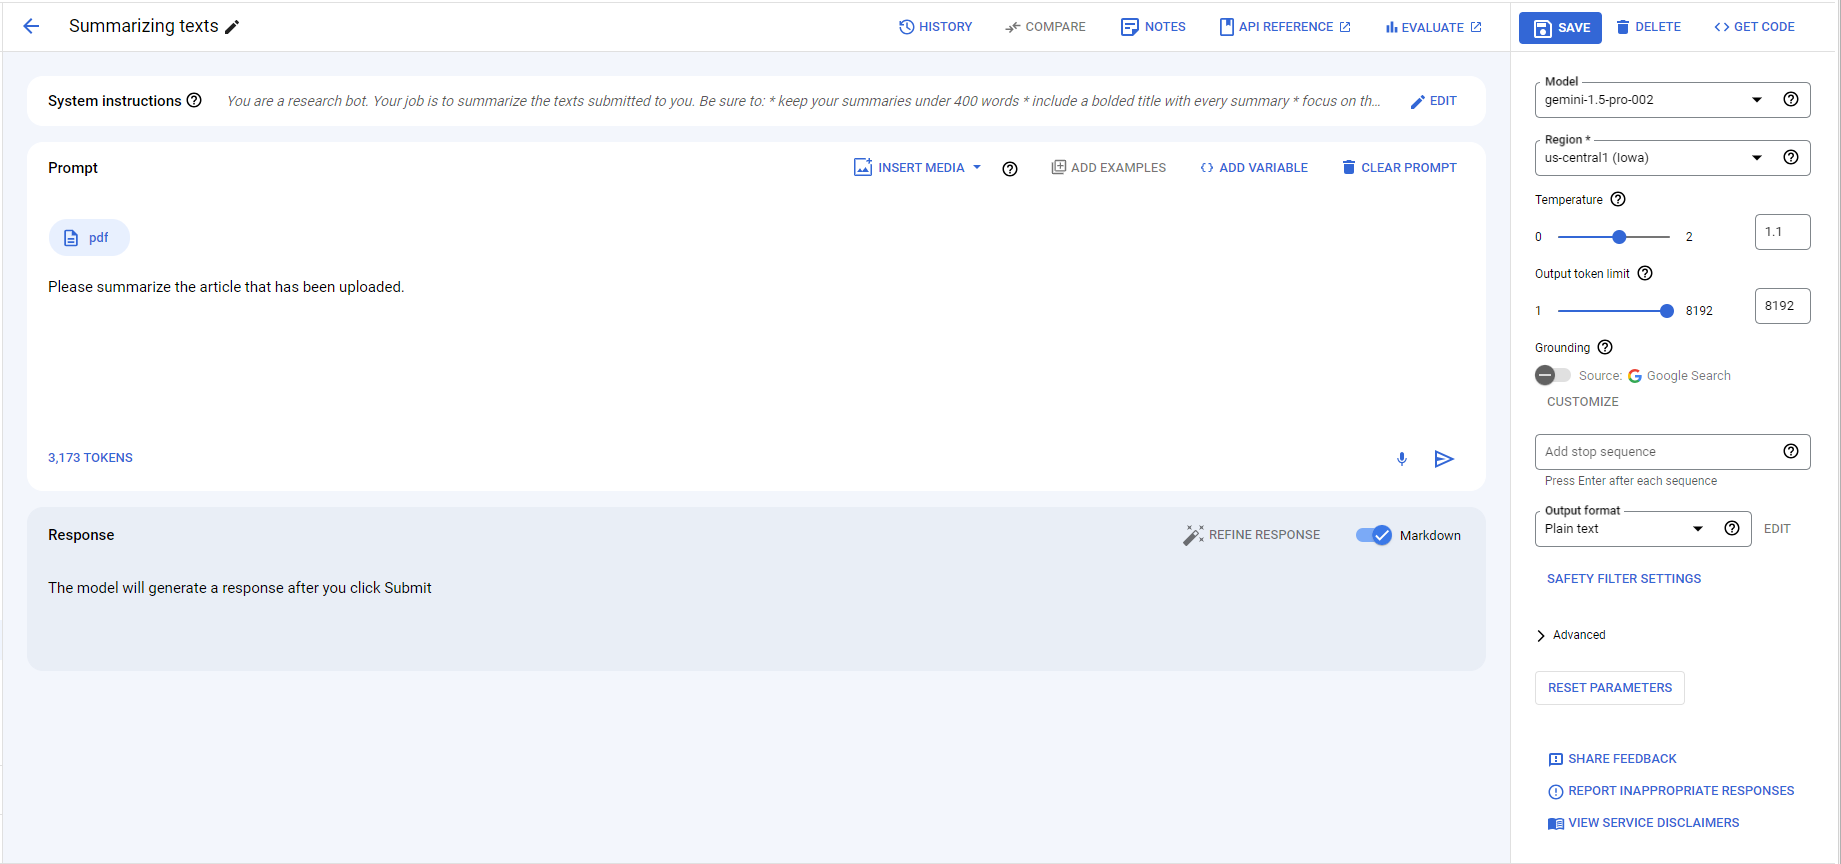 Summarizing texts
HISTORY
COMPARE
NOTES
API REFERENCE
EVALUATE
SAVE
DELETE
GET CODE
System instructions
You are a research bot. Your job is to summarize the texts submitted to you. Be sure to: * keep your summaries under 400 words * include a bolded title with every summary * focus on th...
EDIT
Prompt
INSERT MEDIA
ADD EXAMPLES
ADD VARIABLE
CLEAR PROMPT
pdf
Please summarize the article that has been uploaded.
3,173 TOKENS
Response
REFINE RESPONSE
Markdown
The model will generate a response after you click Submit
Model
gemini-1.5-pro-002
Region *
us-central1 (Iowa)
Temperature
0
2
1.1
Output token limit
1
8192
8192
Grounding
Source: Google Search
CUSTOMIZE
Add stop sequence
Press Enter after each sequence
Output format
Plain text
EDIT
SAFETY FILTER SETTINGS
Advanced
RESET PARAMETERS
SHARE FEEDBACK
REPORT INAPPROPRIATE RESPONSES
VIEW SERVICE DISCLAIMERS